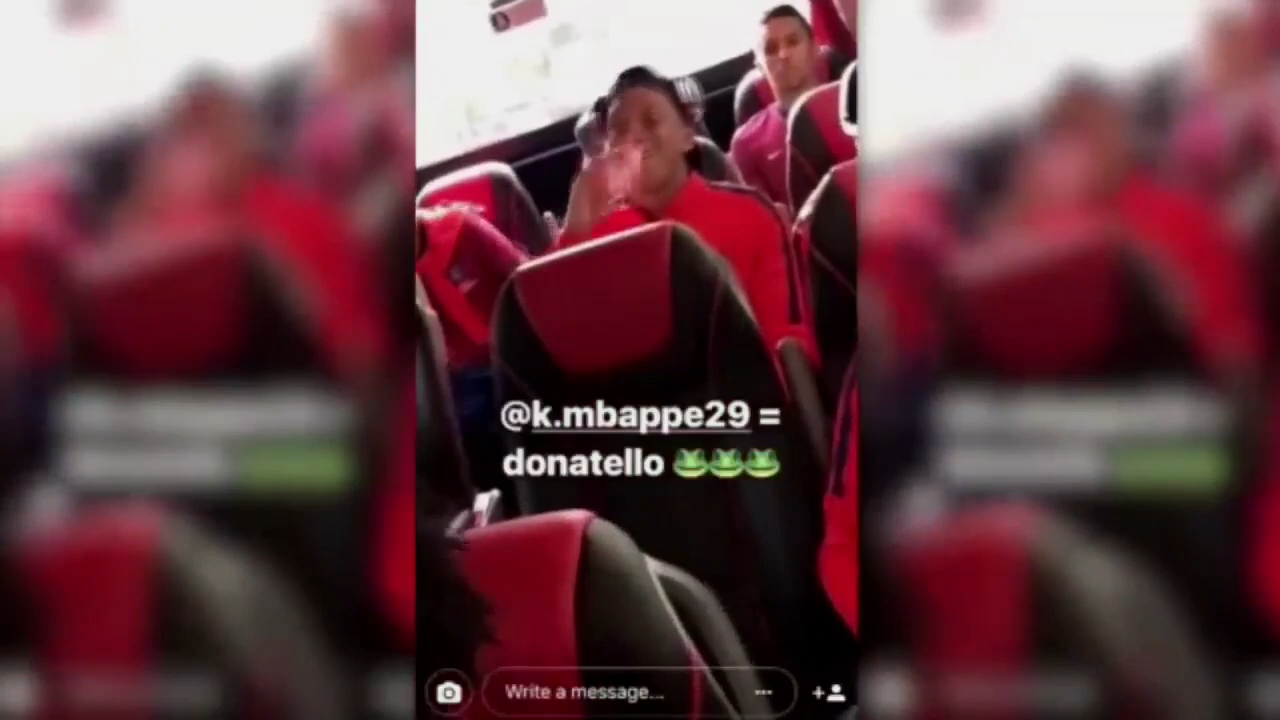 @k.mbappe29 =
donatello 🐸🐸🐸
Write a message...